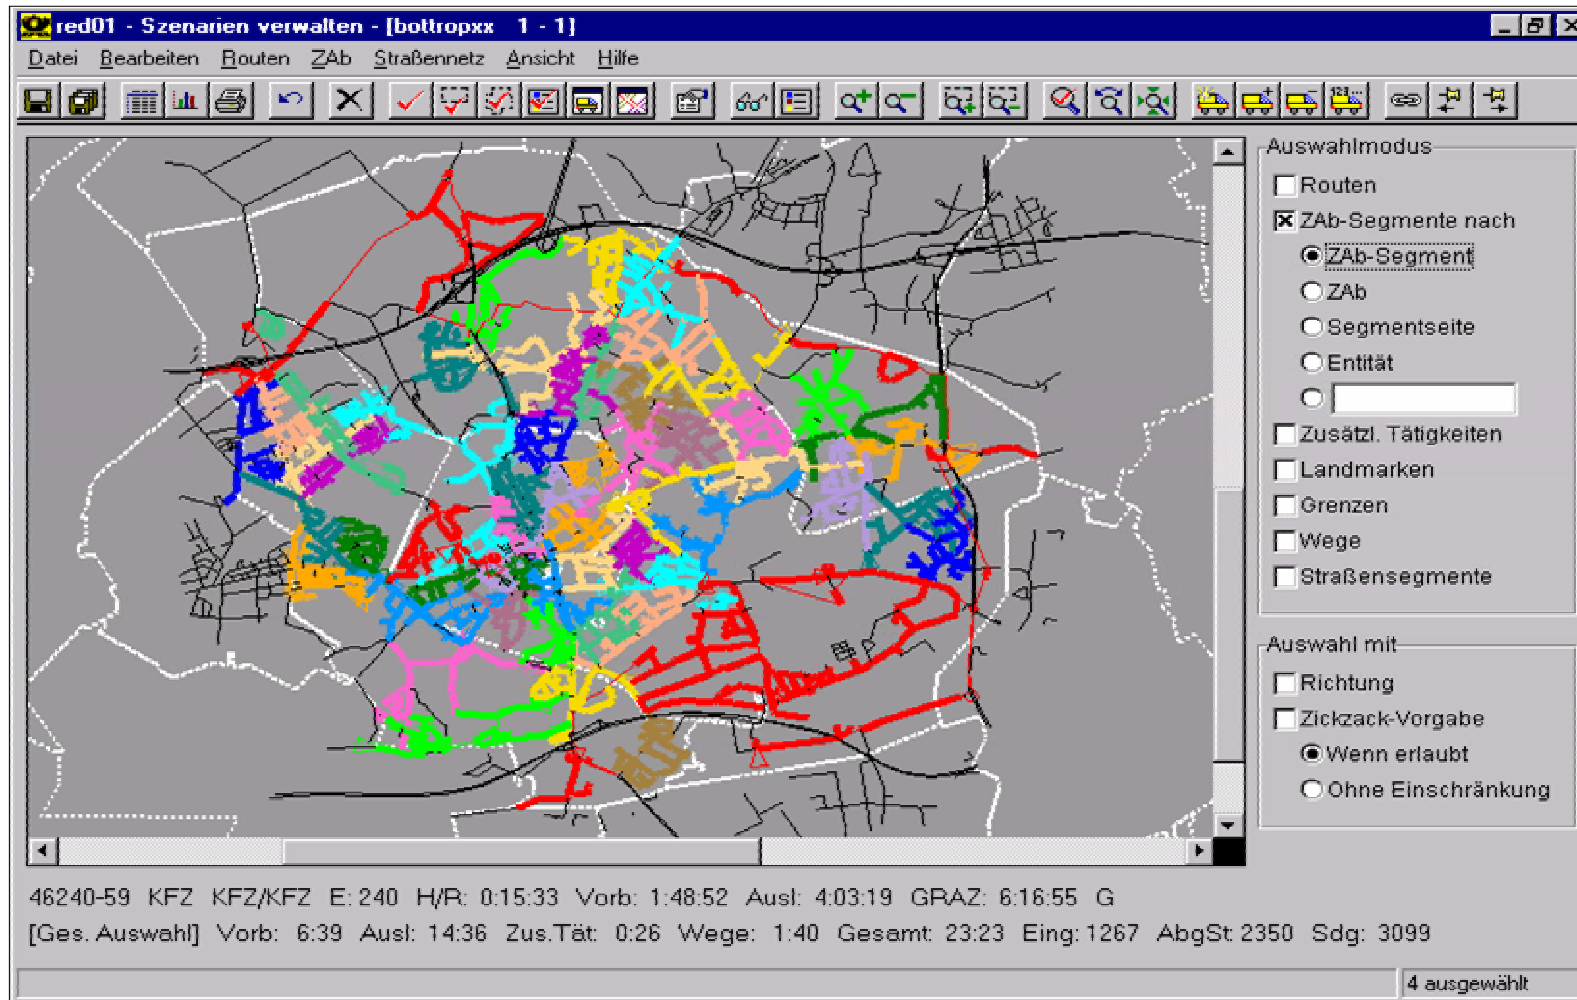 red01 - Szenarien verwalten - [bottropxx 1 - 1]
Datei Bearbeiten Routen ZAb Straßennetz Ansicht Hilfe
123...
Auswahlmodus
Routen
ZAb-Segmente nach
ZAb-Segment
ZAb
Segmentseite
Entität
Zusätzl. Tätigkeiten
Landmarken
Grenzen
Wege
Straßensegmente
Auswahl mit
Richtung
Zickzack-Vorgabe
Wenn erlaubt
Ohne Einschränkung
46240-59 KFZ KFZ/KFZ E: 240 H/R: 0:15:33 Vorb: 1:48:52 Ausl: 4:03:19 GRAZ: 6:16:55 G
[Ges. Auswahl] Vorb: 6:39 Ausl: 14:36 Zus.Tät: 0:26 Wege: 1:40 Gesamt: 23:23 Eing: 1267 AbgSt: 2350 Sdg: 3099
4 ausgewählt